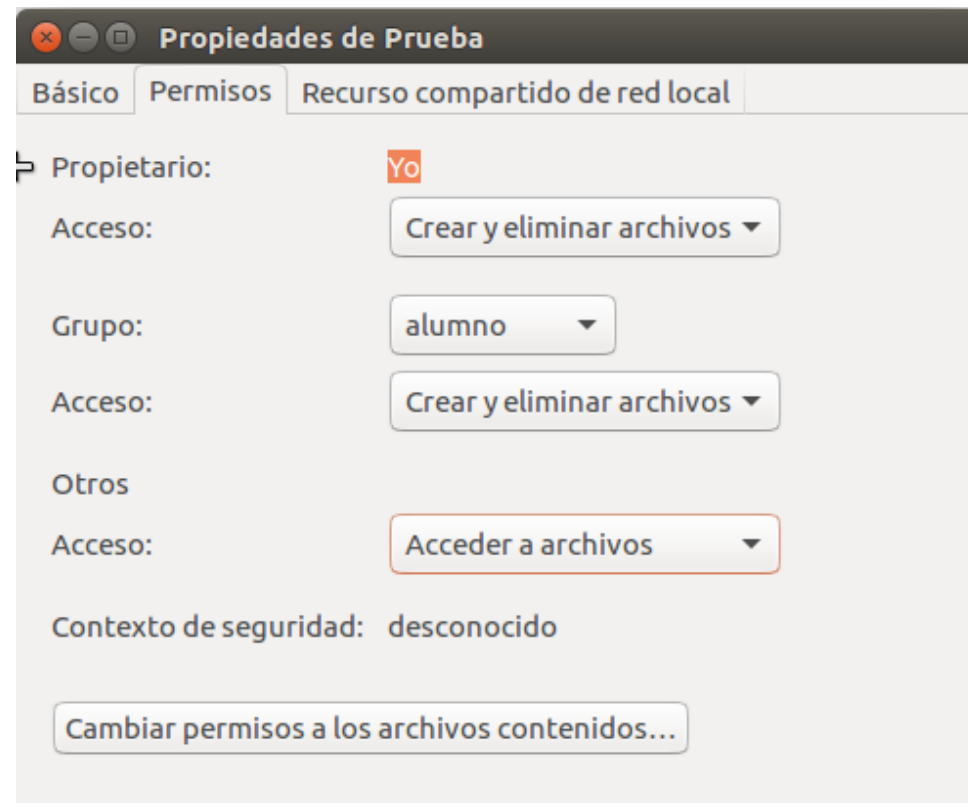 Propiedades de Prueba
Básico Permisos Recurso compartido de red local
Propietario: Yo
Acceso: Crear y eliminar archivos
Grupo: alumno
Acceso: Crear y eliminar archivos
Otros
Acceso: Acceder a archivos
Contexto de seguridad: desconocido
Cambiar permisos a los archivos contenidos...